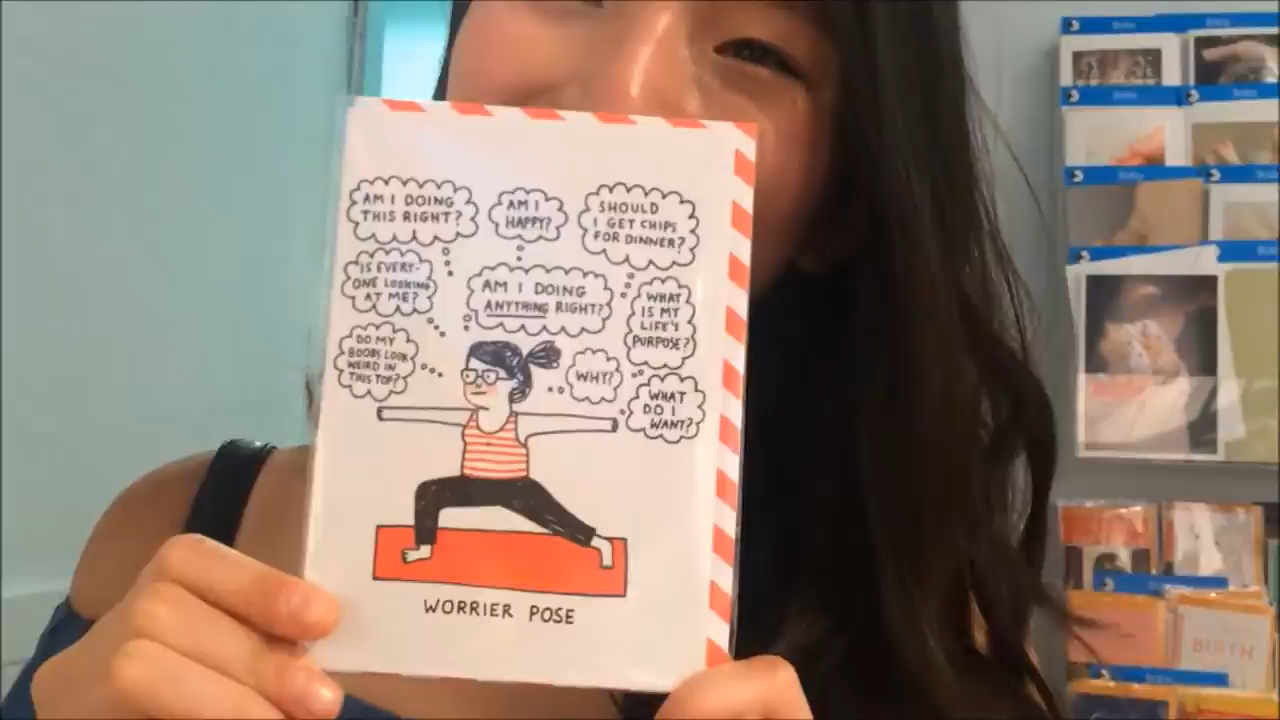 AM I DOING
THIS RIGHT?
AM I
HAPPY?
SHOULD
I GET CHIPS
FOR DINNER?
IS EVERY-
ONE LOOKING
AT ME?
AM I DOING
ANYTHING RIGHT?
WHAT
IS MY
LIFE'S
PURPOSE?
DO MY
BOOBS LOOK
WEIRD IN
THIS TOP?
WHY?
WHAT
DO I
WANT?
WORRIER POSE
BIRTH